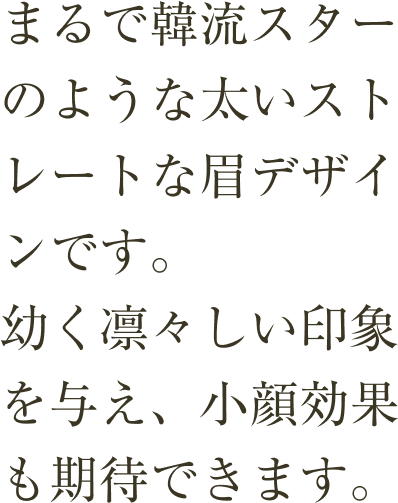 まるで韓流スター
のような太いスト
レートな眉デザイ
ンです。
幼く凛々しい印象
を与え、小顔効果
も期待できます。